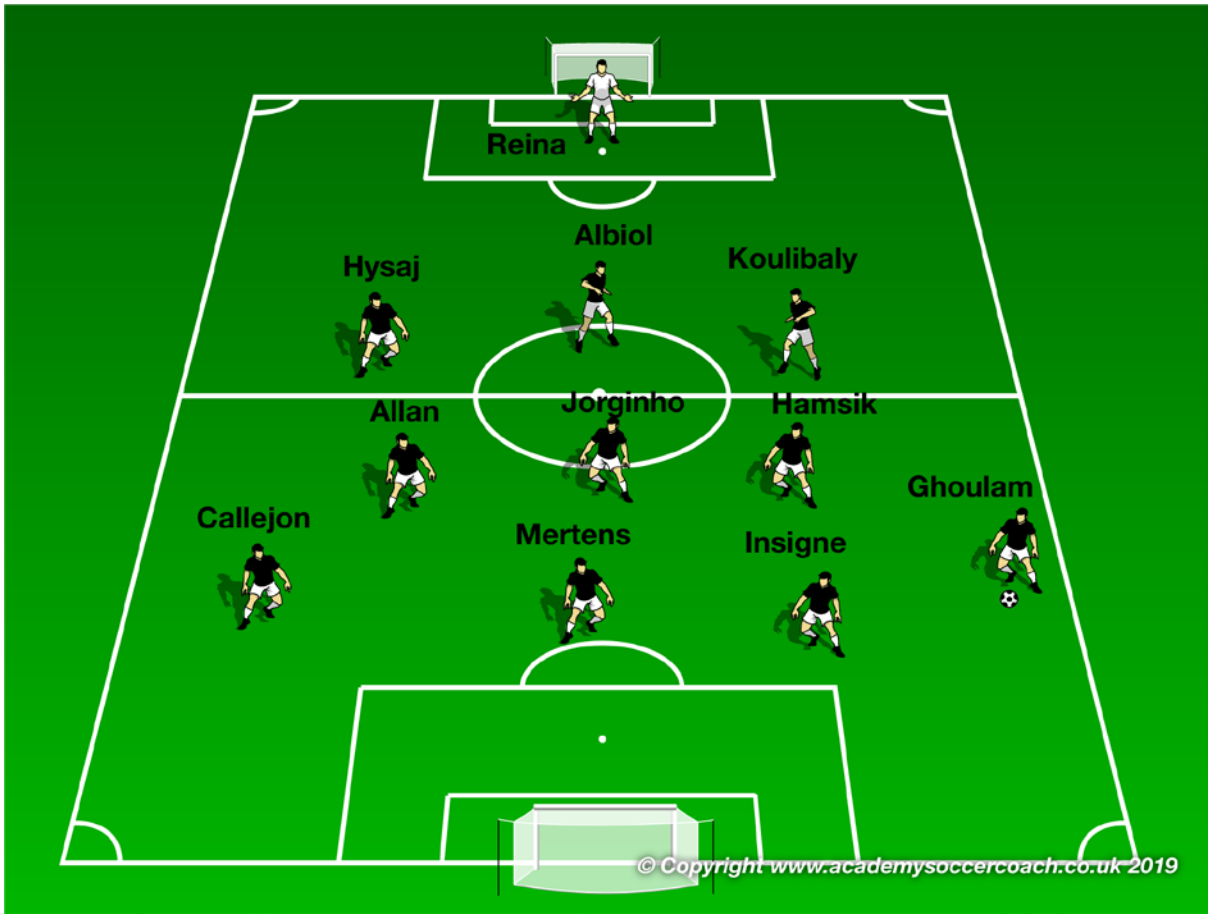 Reina
Albiol
Koulibaly
Hysaj
Jorginho
Hamsik
Allan
Ghoulam
Callejon
Mertens
Insigne
© Copyright www.academysoccercoach.co.uk 2019